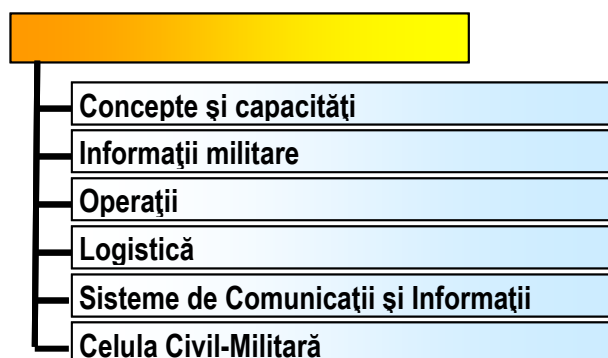 Concepte şi capacităţi
Informaţii militare
Operaţii
Logistică
Sisteme de Comunicaţii şi Informaţii
Celula Civil-Militară